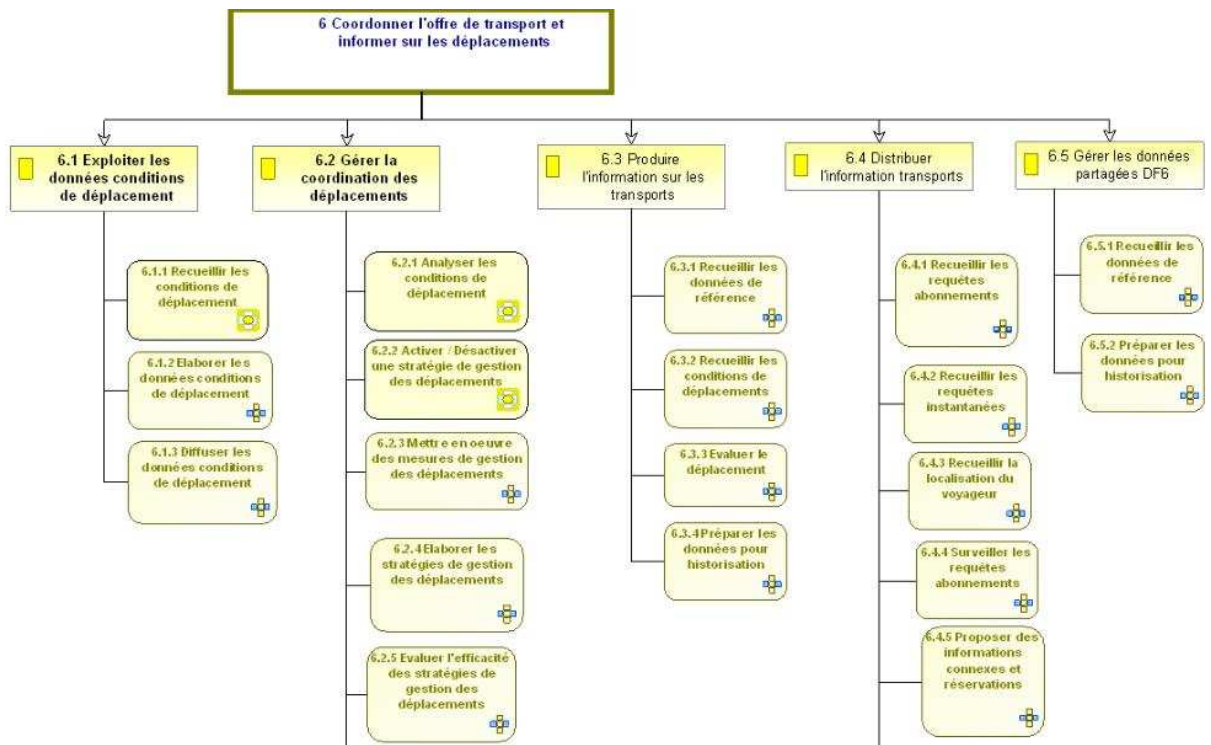 6 Coordonner l'offre de transport et
informer sur les déplacements
6.1 Exploiter les
données conditions
de déplacement
6.1.1 Recueillir les
conditions de
déplacement
6.1.2 Elaborer les
données conditions
de déplacement
6.1.3 Diffuser les
données conditions
de déplacement
6.2 Gérer la
coordination des
déplacements
6.2.1 Analyser les
conditions de
déplacement
6.2.2 Activer / Désactiver
une stratégie de gestion
des déplacements
6.2.3 Mettre en oeuvre
des mesures de gestion
des déplacements
6.2.4 Elaborer les
stratégies de gestion
des déplacements
6.2.5 Evaluer l'efficacité
des stratégies de
gestion des
déplacements
6.3 Produire
l'information sur les
transports
6.3.1 Recueillir les
données de
référence
6.3.2 Recueillir les
conditions de
déplacements
6.3.3 Evaluer le
déplacement
6.3.4 Préparer les
données pour
historisation
6.4 Distribuer
l'information transports
6.4.1 Recueillir les
requêtes
abonnements
6.4.2 Recueillir les
requêtes
instantanées
6.4.3 Recueillir la
localisation du
voyageur
6.4.4 Surveiller les
requêtes
abonnements
6.4.5 Proposer des
informations
connexes et
réservations
6.5 Gérer les données
partagées DF6
6.5.1 Recueillir les
données de
référence
6.5.2 Préparer les
données pour
historisation